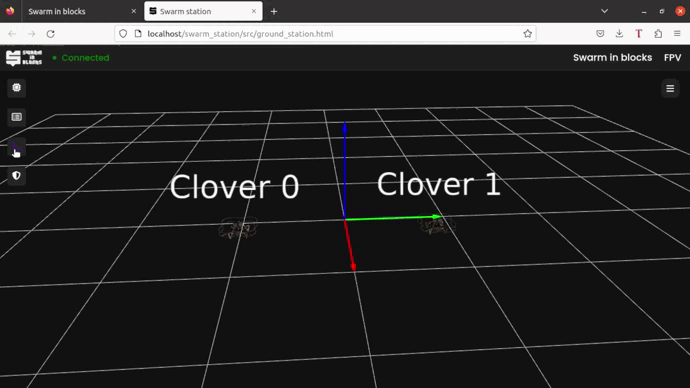 Swarm in blocks
Swarm station
localhost/swarm_station/src/ground_station.html
SWARM
IN
BLOCKS
Connected
Swarm in blocks
FPV
Clover 0
Clover 1